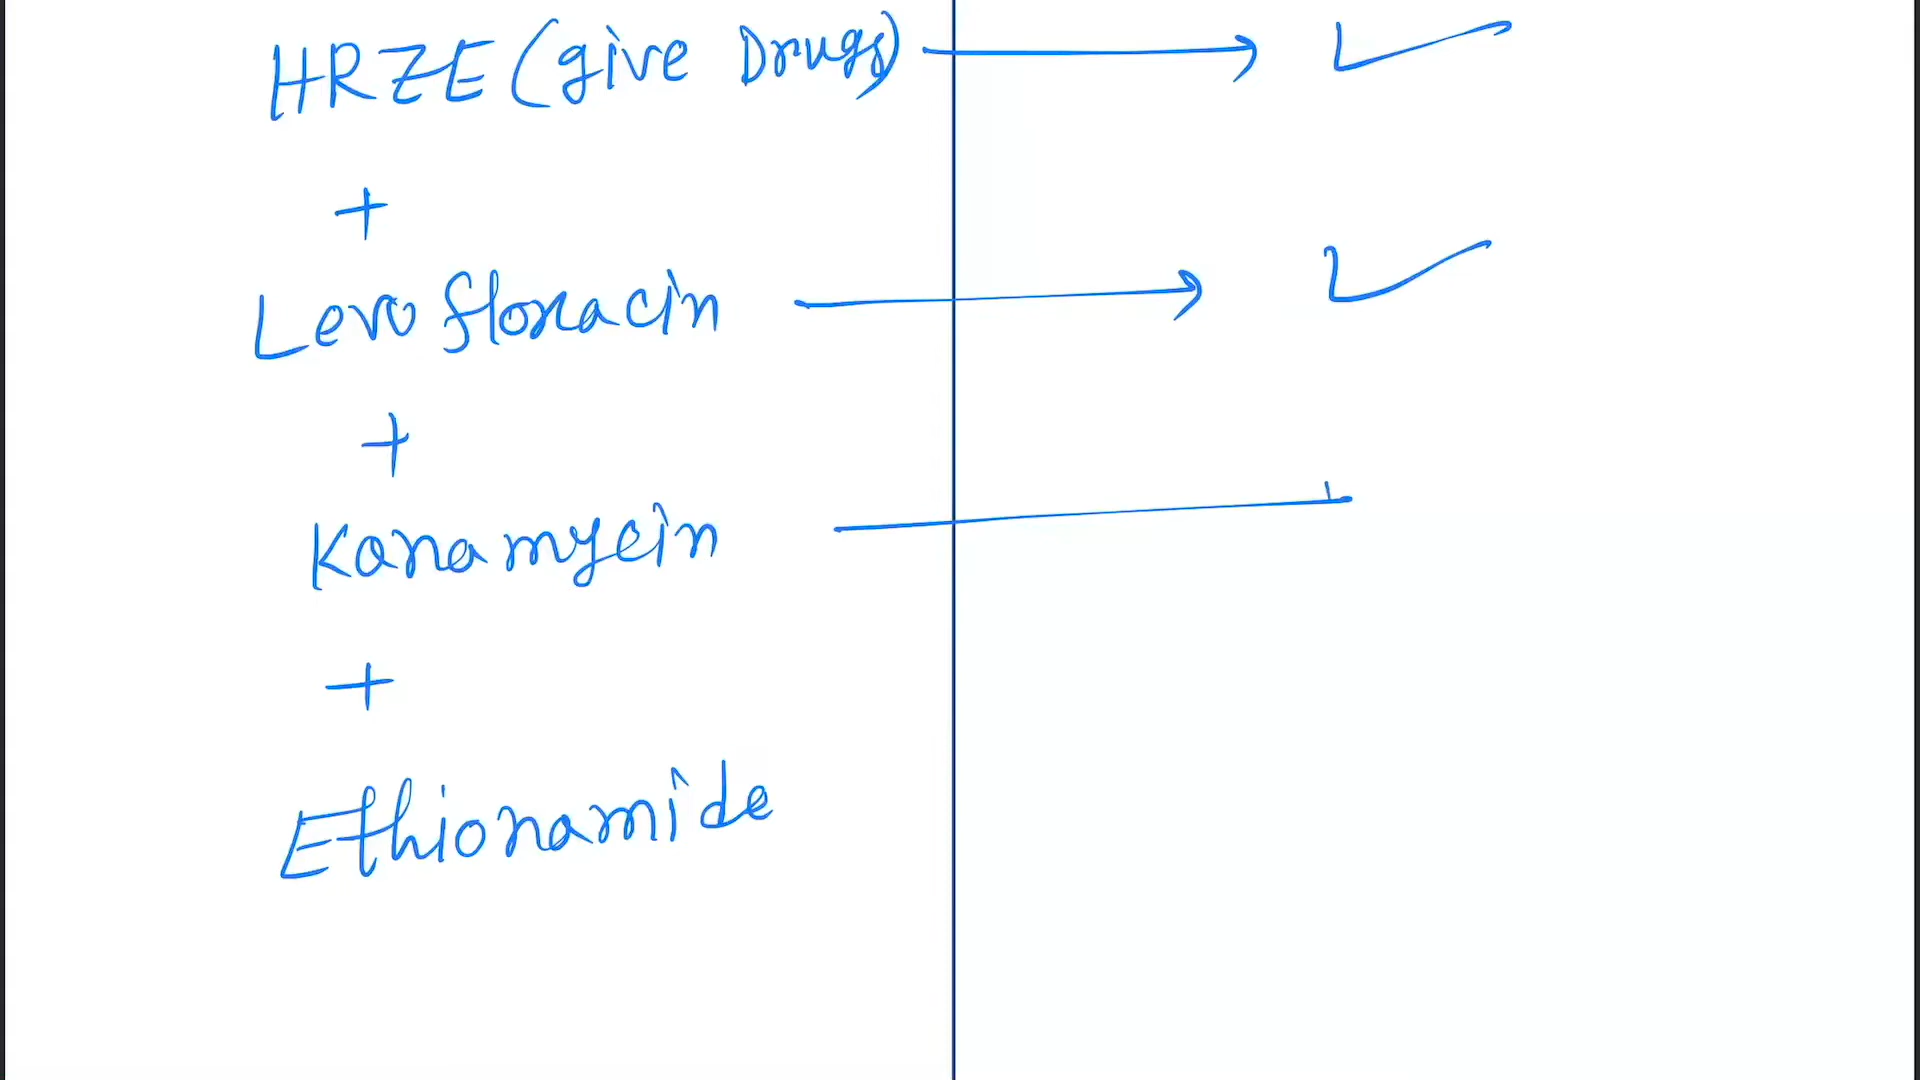 HRZE (give Drugs)
+
Levofloxacin
+
Kanamycin
+
Ethionamide